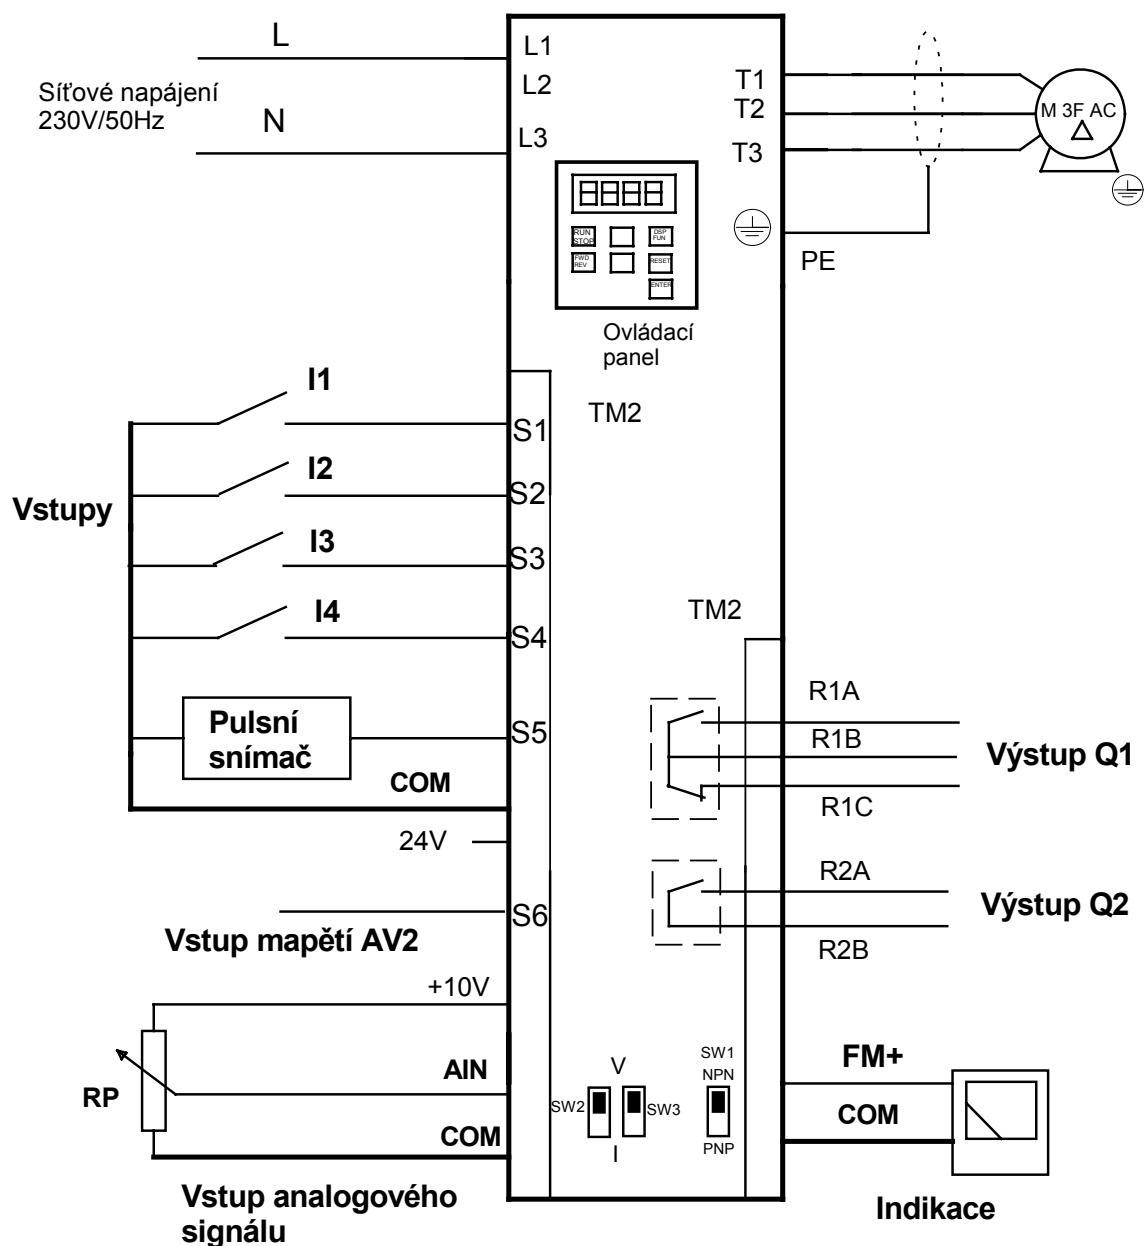 L
L1
Síťové napájení
230V/50Hz
L2
N
L3
T1
T2
T3
M 3F AC
PE
RUN
STOP
DSP
FUN
FWD
REV
RESET
ENTER
Ovládací
panel
TM2
I1
S1
I2
S2
Vstupy
I3
S3
I4
S4
TM2
Pulsní
snímač
S5
COM
R1A
R1B
Výstup Q1
R1C
24V
R2A
S6
Výstup Q2
Vstup mapětí AV2
R2B
+10V
AIN
RP
COM
V
SW2
SW3
I
SW1
NPN
PNP
FM+
COM
Vstup analogového
signálu
Indikace